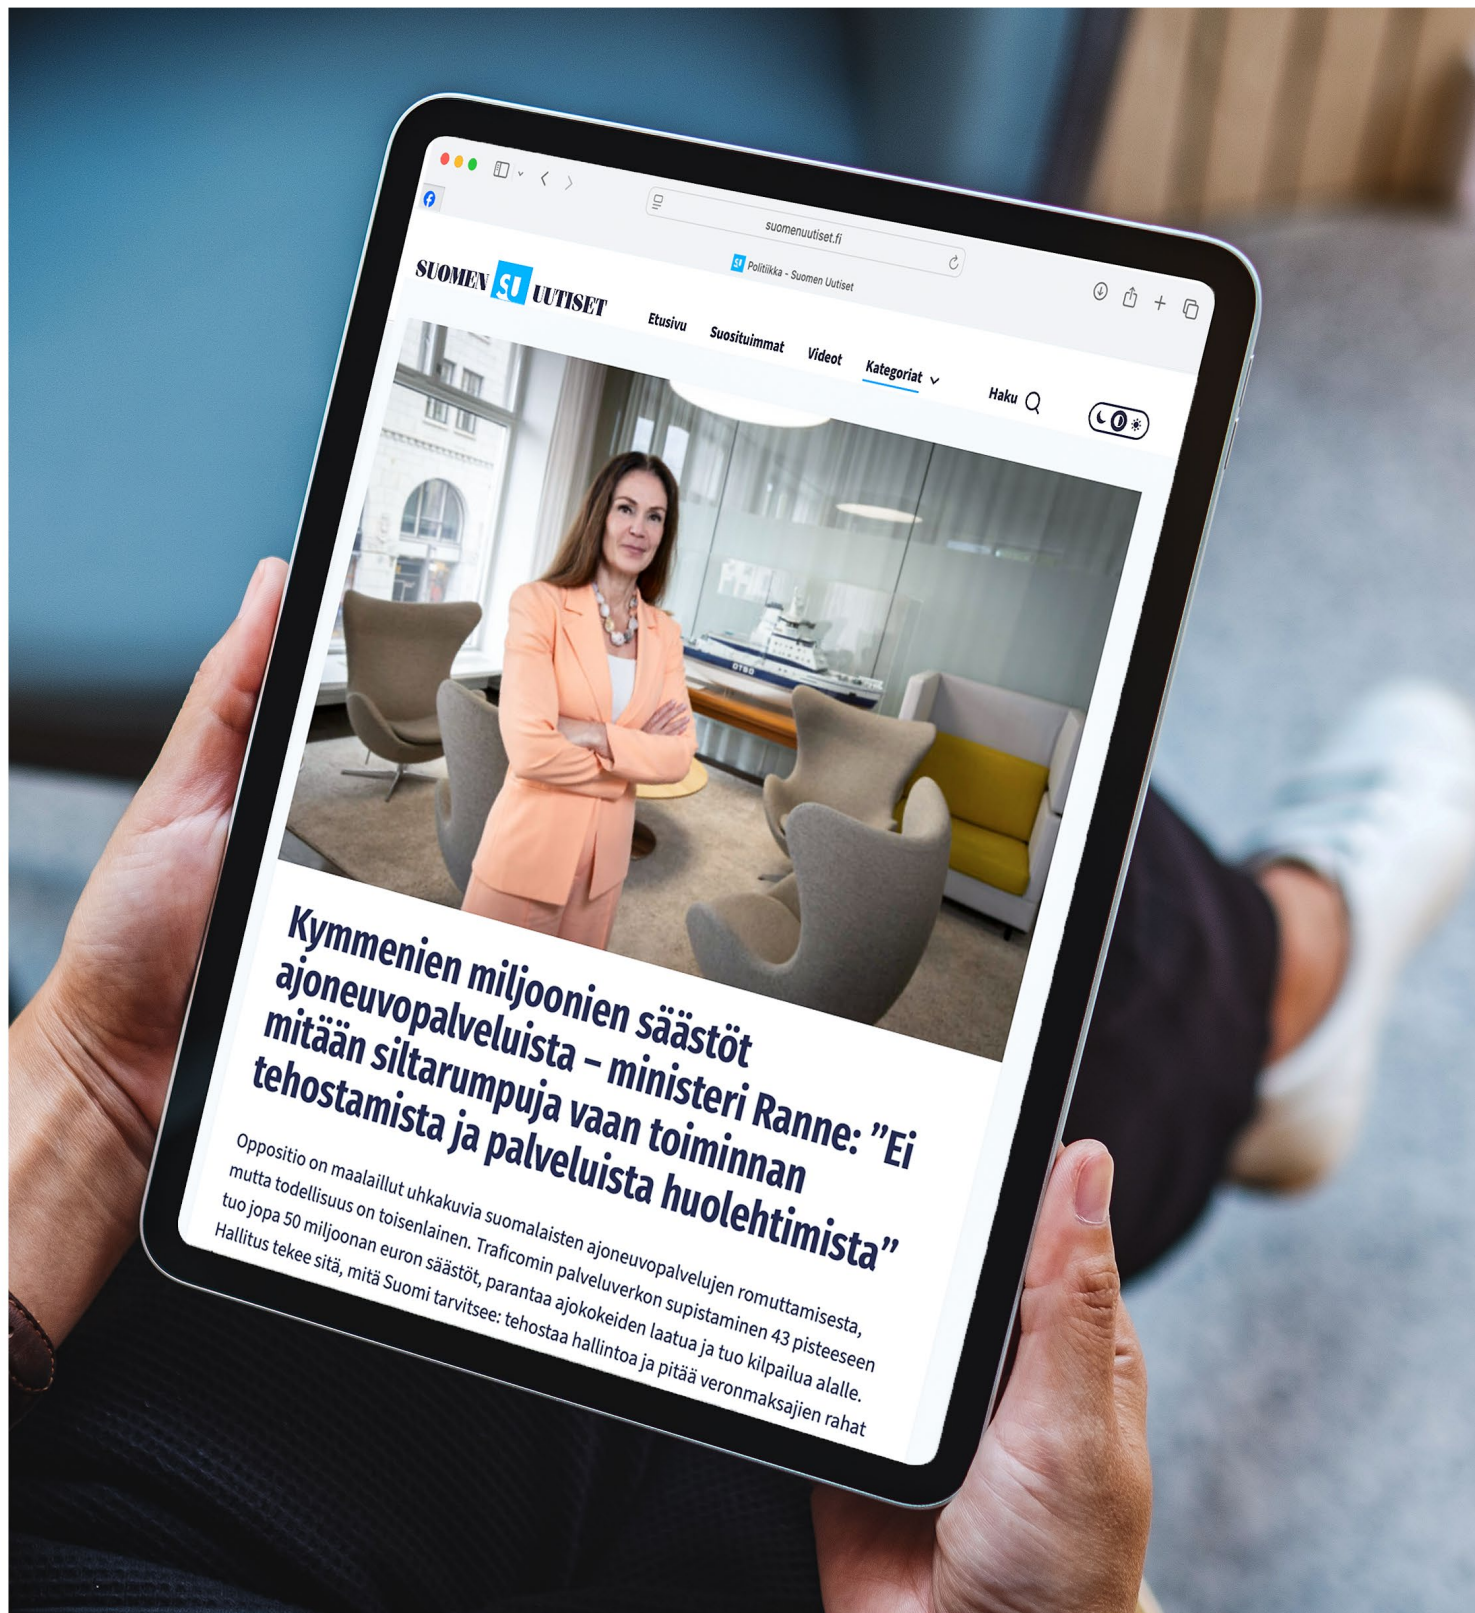 suomenuutiset.fi
Politiikka - Suomen Uutiset
SUOMEN SU UUTISET
Etusivu
Suosituimmat
Videot
Kategoriat
Haku
OTSO
Kymmenien miljoonien säästöt
ajoneuvopalveluista – ministeri Ranne: ”Ei
mitään siltarumpuja vaan toiminnan
tehostamista ja palveluista huolehtimista”
Oppositio on maalaillut uhkakuvia suomalaisten ajoneuvopalvelujen romuttamisesta,
mutta todellisuus on toisenlainen. Traficomin palveluverkon supistaminen 43 pisteeseen
tuo jopa 50 miljoonan euron säästöt, parantaa ajokokeiden laatua ja tuo kilpailua alalle.
Hallitus tekee sitä, mitä Suomi tarvitsee: tehostaa hallintoa ja pitää veronmaksajien rahat